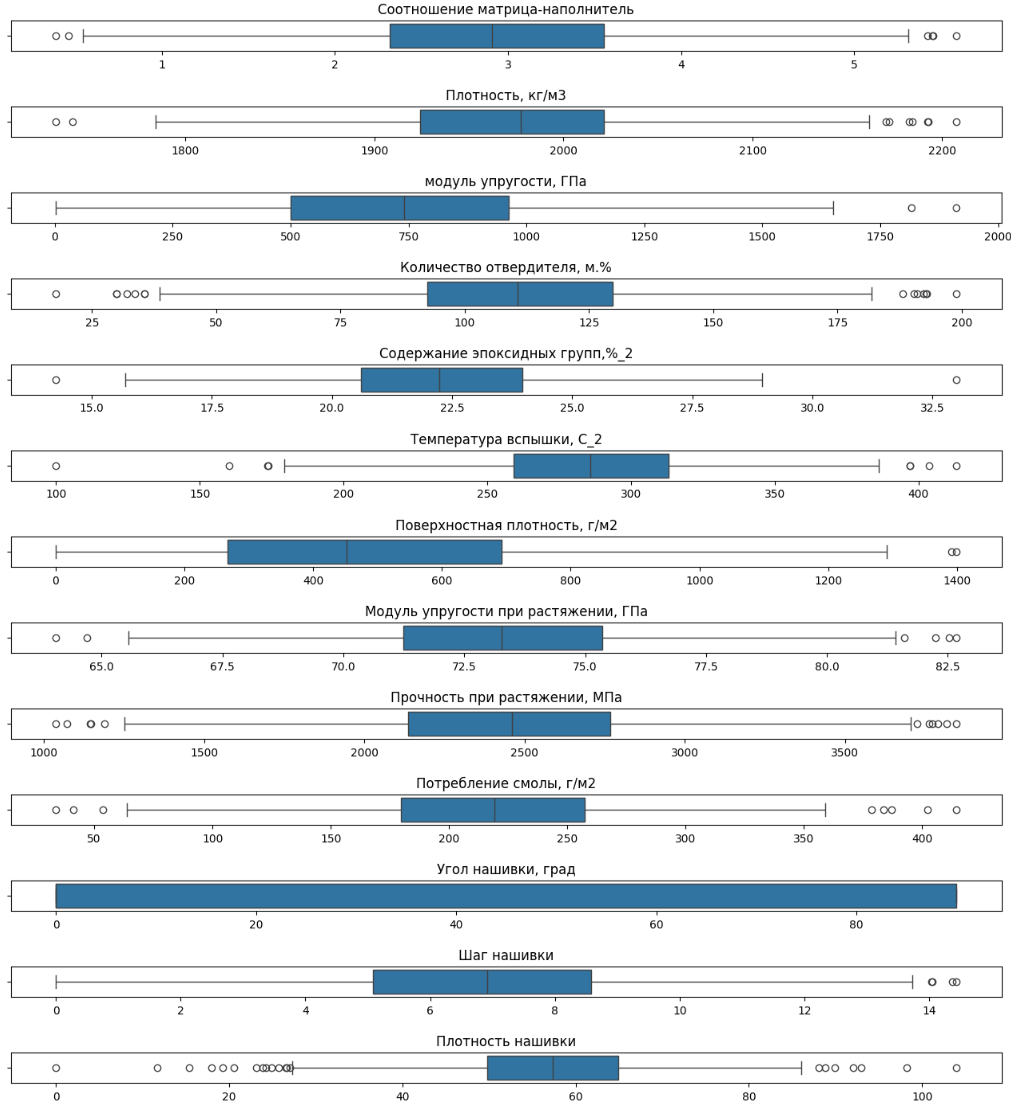 Соотношение матрица-наполнитель
1 2 3 4 5
Плотность, кг/м3
1800 1900 2000 2100 2200
модуль упругости, ГПа
0 250 500 750 1000 1250 1500 1750 2000
Количество отвердителя, м.%
25 50 75 100 125 150 175 200
Содержание эпоксидных групп,%_2
15.0 17.5 20.0 22.5 25.0 27.5 30.0 32.5
Температура вспышки, С_2
100 150 200 250 300 350 400
Поверхностная плотность, г/м2
0 200 400 600 800 1000 1200 1400
Модуль упругости при растяжении, ГПа
65.0 67.5 70.0 72.5 75.0 77.5 80.0 82.5
Прочность при растяжении, МПа
1000 1500 2000 2500 3000 3500
Потребление смолы, г/м2
50 100 150 200 250 300 350 400
Угол нашивки, град
0 20 40 60 80
Шаг нашивки
0 2 4 6 8 10 12 14
Плотность нашивки
0 20 40 60 80 100